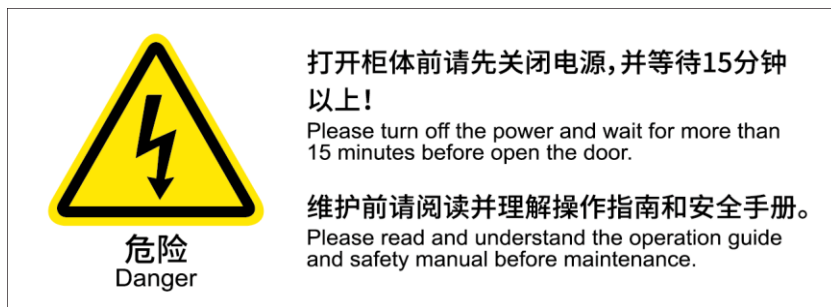 打开柜体前请先关闭电源,并等待15分钟
以上!
Please turn off the power and wait for more than
15 minutes before open the door.
维护前请阅读并理解操作指南和安全手册。
Please read and understand the operation guide
and safety manual before maintenance.
危险
Danger